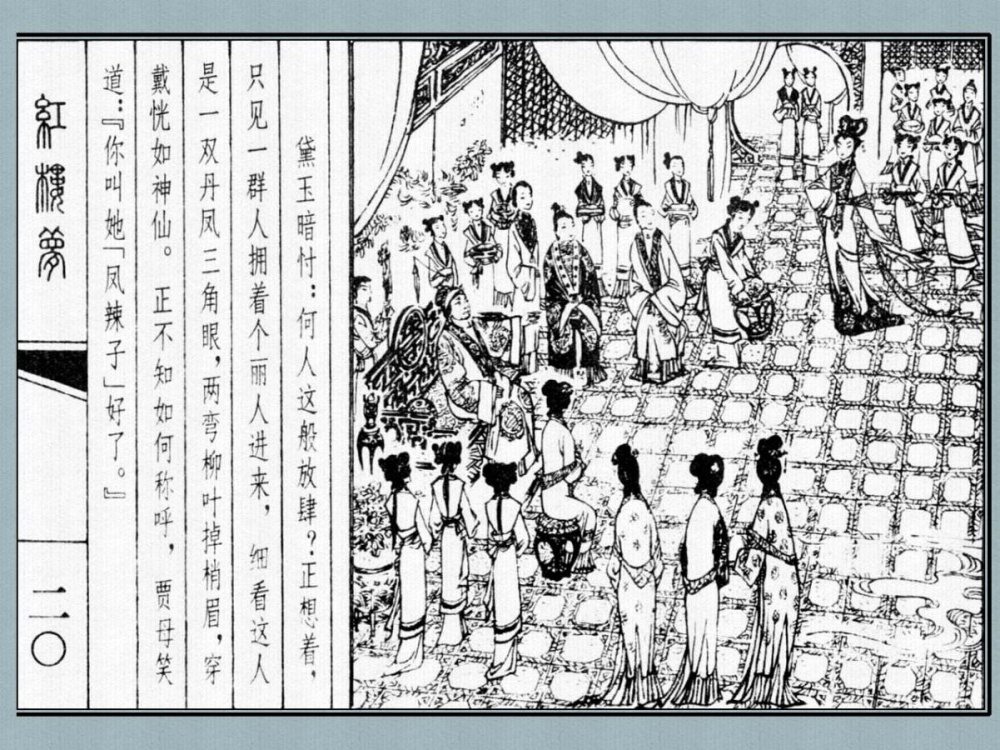 黛玉暗忖：何人这般放肆？正想着，
只见一群人拥着个丽人进来，细看这人
是一双丹凤三角眼，两弯柳叶掉梢眉，穿
戴恍如神仙。正不知如何称呼，贾母笑
道：『你叫她「凤辣子」好了。』
紅樓夢
二〇